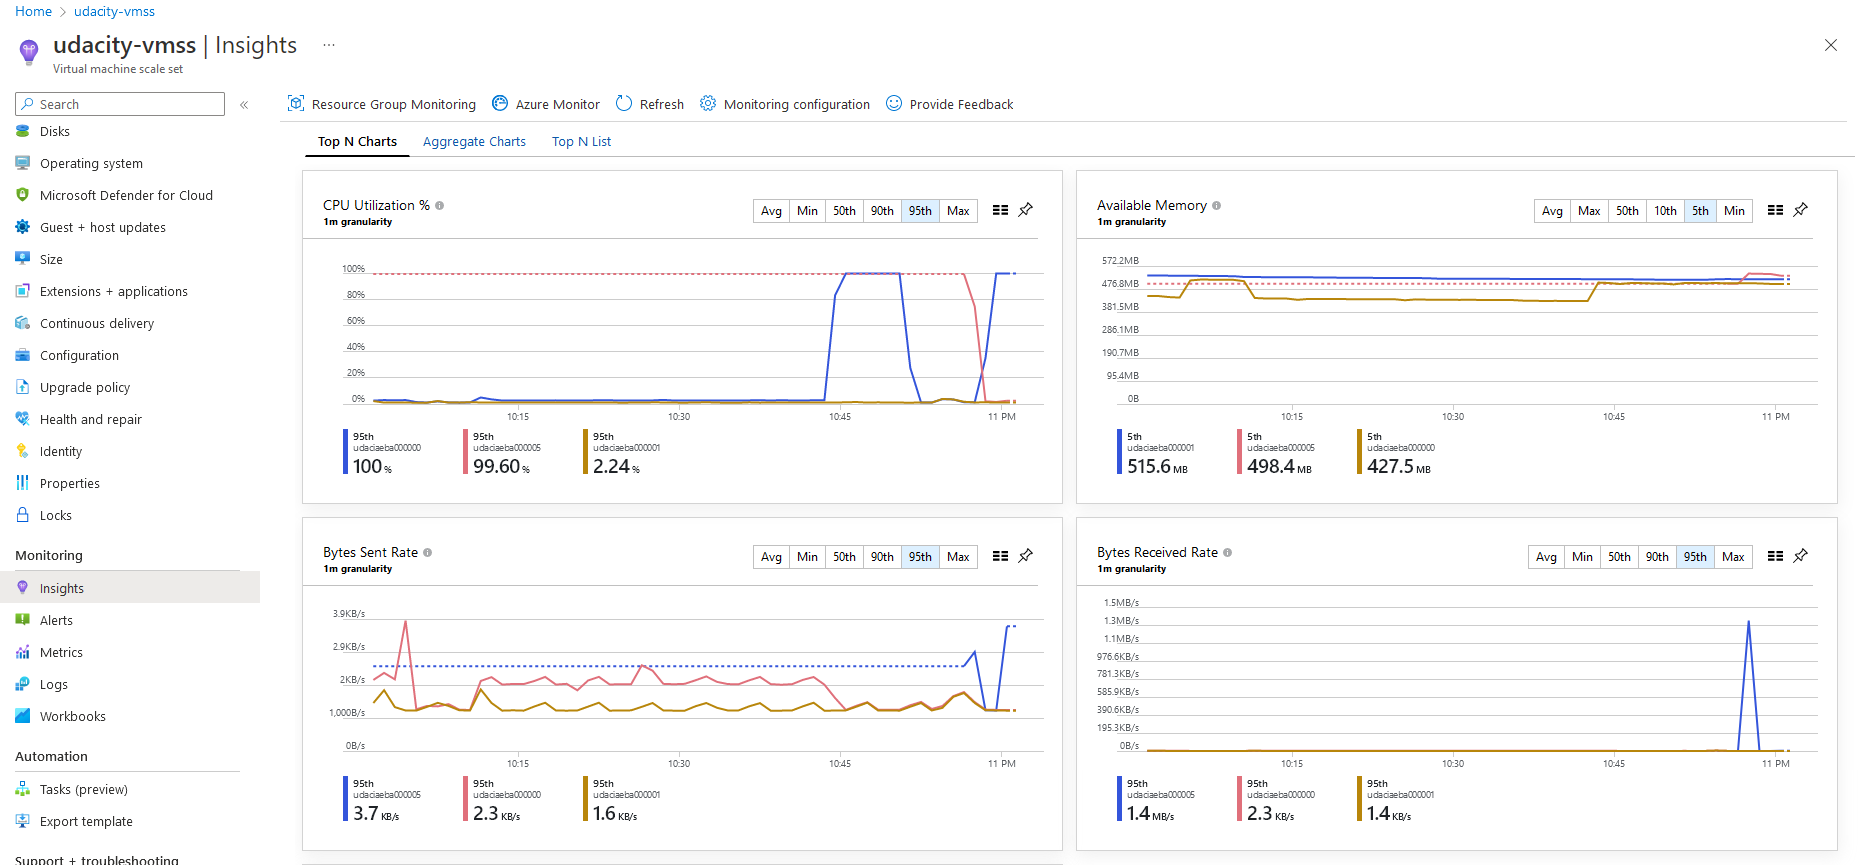 Home > udacity-vmss
udacity-vmss | Insights ...
Virtual machine scale set
Search
«
Disks
Operating system
Microsoft Defender for Cloud
Guest + host updates
Size
Extensions + applications
Continuous delivery
Configuration
Upgrade policy
Health and repair
Identity
Properties
Locks
Monitoring
Insights
Alerts
Metrics
Logs
Workbooks
Automation
Tasks (preview)
Export template
Support + troubleshooting
Resource Group Monitoring Azure Monitor Refresh Monitoring configuration Provide Feedback
Top N Charts Aggregate Charts Top N List
CPU Utilization %
1m granularity
Avg Min 50th 90th 95th Max
100%
80%
60%
40%
20%
0%
10:15 10:30 10:45 11 PM
95th 95th 95th
udaciaeba000000 udaciaeba000005 udaciaeba000001
100 % 99.60 % 2.24 %
Available Memory
1m granularity
Avg Max 50th 10th 5th Min
572.2MB
476.8MB
381.5MB
286.1MB
190.7MB
95.4MB
0B
10:15 10:30 10:45 11 PM
5th 5th 5th
udaciaeba000001 udaciaeba000005 udaciaeba000000
515.6 MB 498.4 MB 427.5 MB
Bytes Sent Rate
1m granularity
Avg Min 50th 90th 95th Max
3.9KB/s
2.9KB/s
2KB/s
1,000B/s
0B/s
10:15 10:30 10:45 11 PM
95th 95th 95th
udaciaeba000005 udaciaeba000000 udaciaeba000001
3.7 KB/s 2.3 KB/s 1.6 KB/s
Bytes Received Rate
1m granularity
Avg Min 50th 90th 95th Max
1.5MB/s
1.3MB/s
1.1MB/s
976.6KB/s
781.3KB/s
585.9KB/s
390.6KB/s
195.3KB/s
0B/s
10:15 10:30 10:45 11 PM
95th 95th 95th
udaciaeba000005 udaciaeba000000 udaciaeba000001
1.4 MB/s 2.3 KB/s 1.4 KB/s